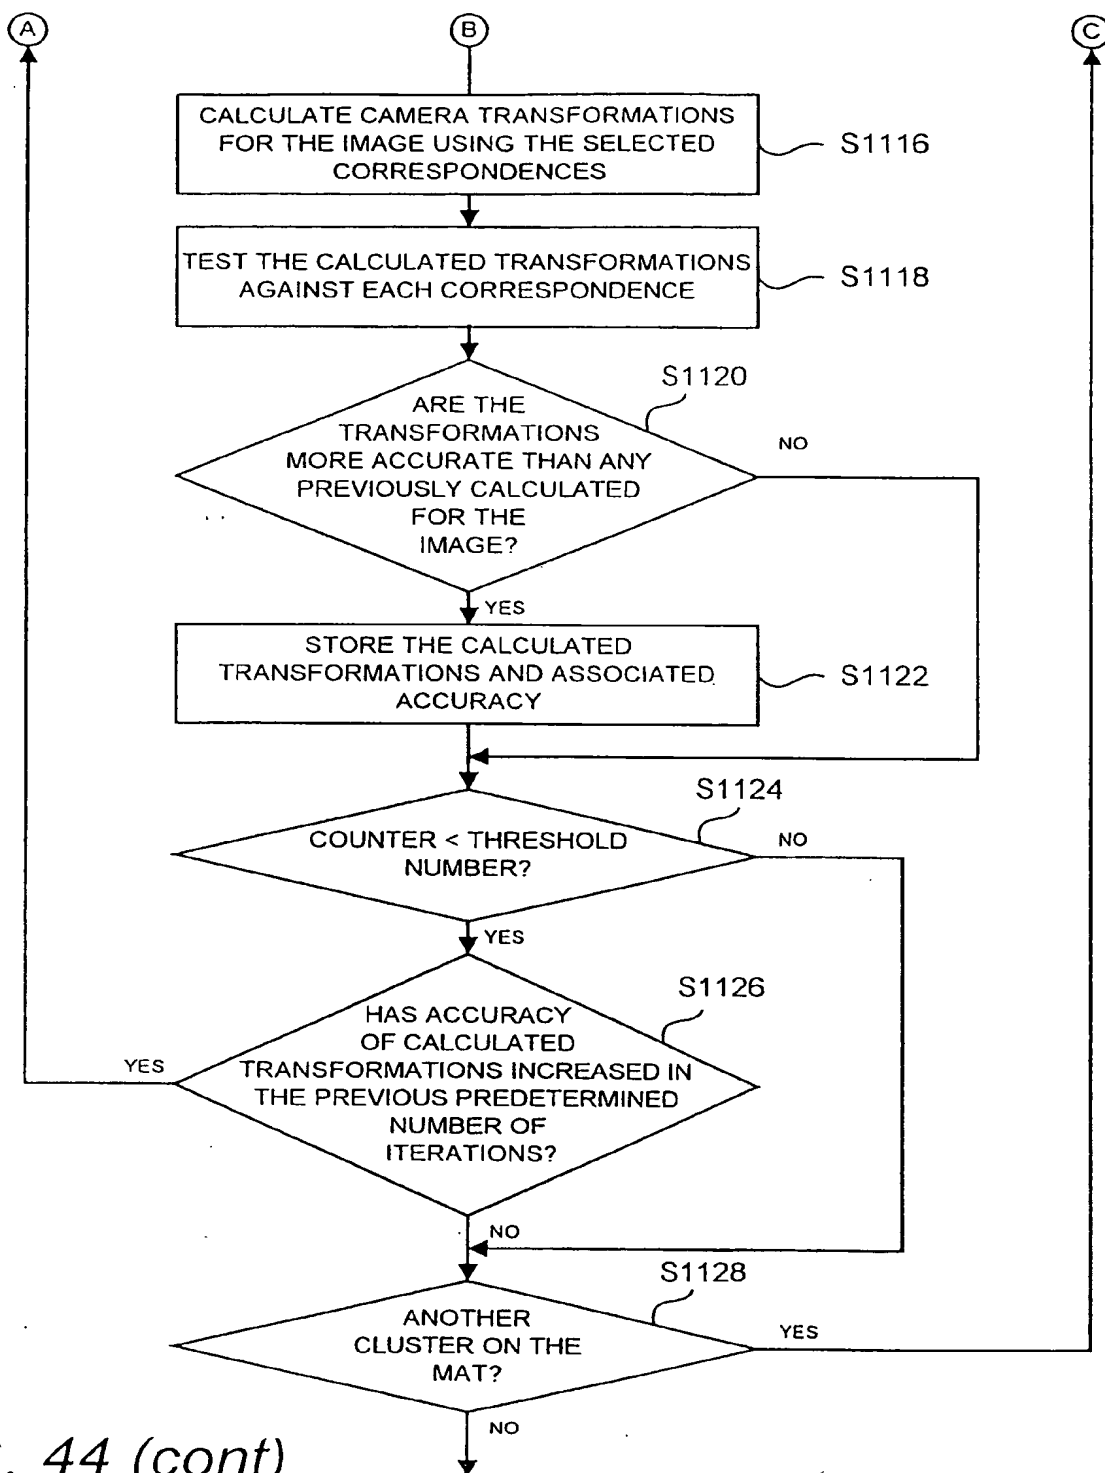 A
B
C
CALCULATE CAMERA TRANSFORMATIONS
FOR THE IMAGE USING THE SELECTED
CORRESPONDENCES
S1116
TEST THE CALCULATED TRANSFORMATIONS
AGAINST EACH CORRESPONDENCE
S1118
S1120
ARE THE
TRANSFORMATIONS
MORE ACCURATE THAN ANY
PREVIOUSLY CALCULATED
FOR THE
IMAGE?
NO
YES
STORE THE CALCULATED
TRANSFORMATIONS AND ASSOCIATED
ACCURACY
S1122
S1124
COUNTER < THRESHOLD
NUMBER?
NO
YES
S1126
HAS ACCURACY
OF CALCULATED
TRANSFORMATIONS INCREASED IN
THE PREVIOUS PREDETERMINED
NUMBER OF
ITERATIONS?
YES
NO
S1128
ANOTHER
CLUSTER ON THE
MAT?
YES
NO
44 (cont)